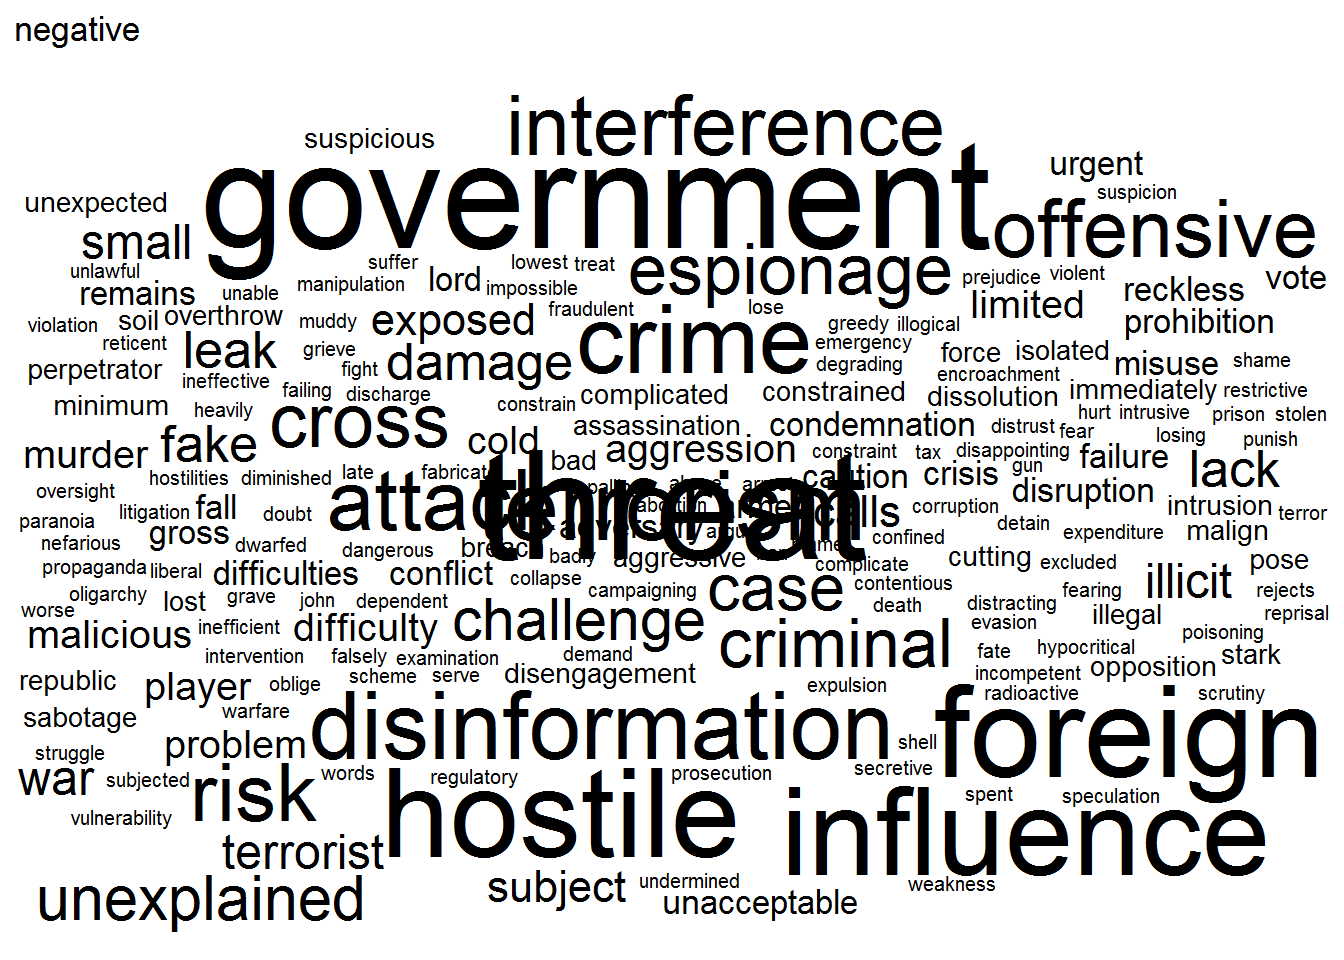 negative
interference
suspicious
government
urgent
suspicion
unexpected
offensive
small
suffer
lowest
treat
espionage
unlawful
manipulation
lord
impossible
prejudice
violent
vote
remains
unable
fraudulent
lose
limited
reckless
violation
soil
overthrow
muddy
exposed
crime
greedy
illogical
prohibition
reticent
leak
grieve
damage
emergency
force
isolated
misuse
shame
perpetrator
ineffective
fight
degrading
encroachment
failing
discharge
complicated
constrained
dissolution
immediately
restrictive
minimum
heavily
cross
constrain
assassination
condemnation
distrust
hurt
intrusive
prison
stolen
fear
losing
punish
murder
fake
cold
bad
aggression
constraint
tax
disappointing
failure
lack
hostilities
diminished
late
caution
crisis
gun
oversight
threat
disruption
litigation
fall
doubt
calls
corruption
intrusion
terror
paranoia
gross
detain
expenditure
malign
nefarious
dwarfed
dangerous
confined
propaganda
liberal
difficulties
conflict
badly
aggressive
complicate
cutting
excluded
pose
collapse
contentious
oligarchy
lost
grave
john
dependent
campaigning
case
death
distracting
fearing
illicit
rejects
worse
evasion
illegal
reprisal
malicious
inefficient
difficulty
challenge
criminal
poisoning
intervention
falsely
examination
demand
fate
hypocritical
stark
republic
player
oblige
scheme
serve
disengagement
expulsion
incompetent
opposition
radioactive
scrutiny
sabotage
warfare
disinformation
foreign
struggle
problem
shell
war
subjected
risk
words
regulatory
prosecution
secretive
hostile
influence
spent
speculation
vulnerability
terrorist
unexplained
subject
undermined
weakness
unacceptable